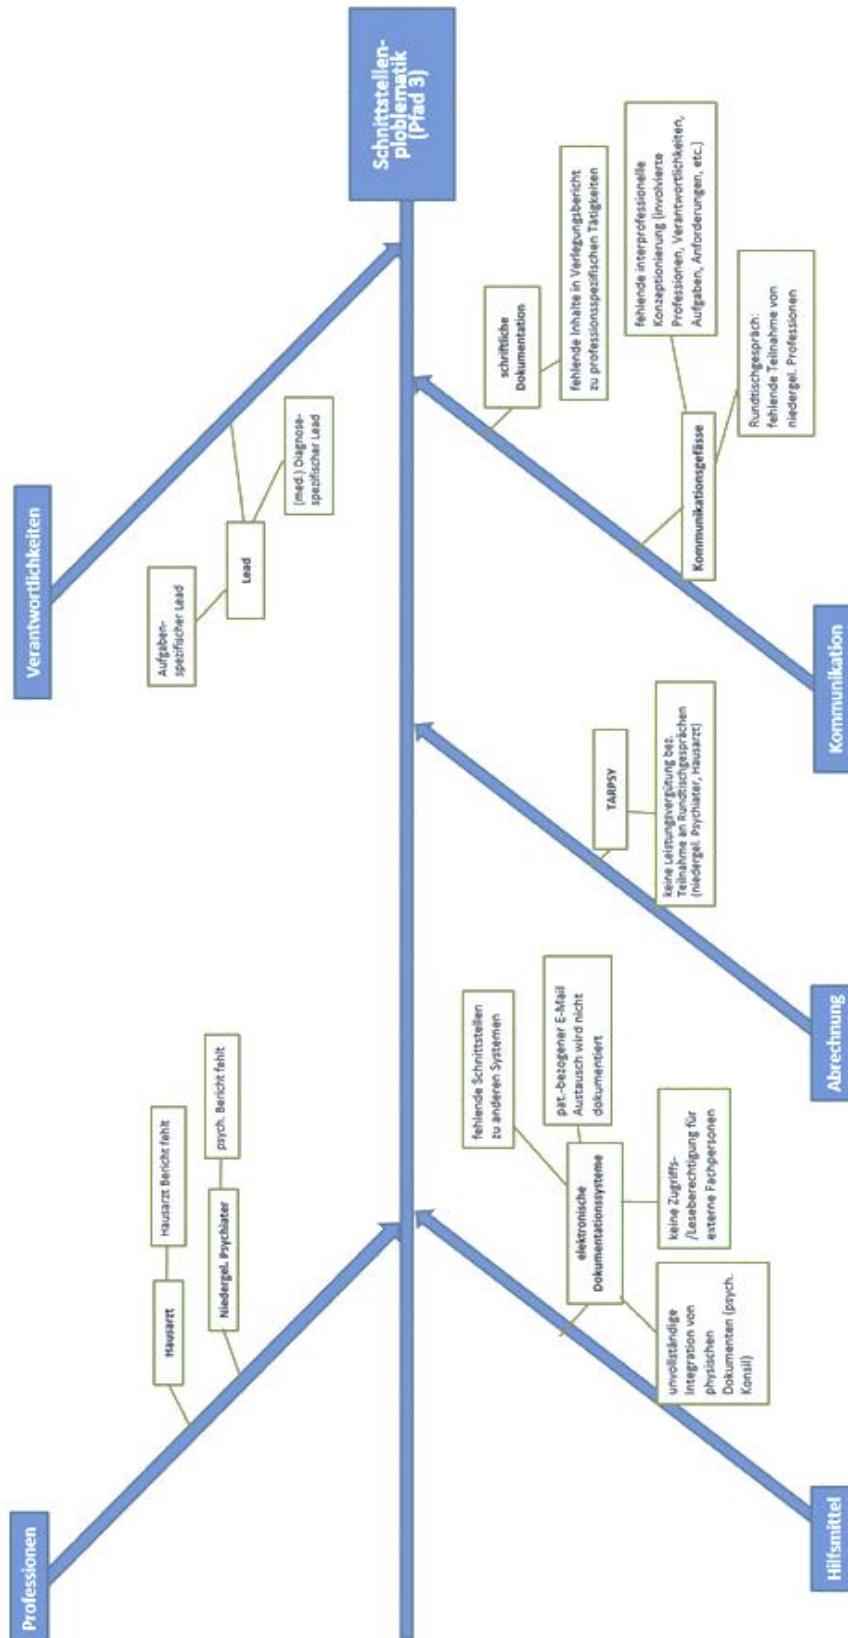 Professionen
Verantwortlichkeiten
Hausarzt
Hausarzt Bericht fehlt
Niedergel. Psychiater
psych. Bericht fehlt
Aufgaben-
spezifischer Lead
Lead
(med.) Diagnose-
spezifischer Lead
Schnittstellen-
ploblematik
(Pfad 3)
fehlende Schnittstellen
zu anderen Systemen
pat.-bezogener E-Mail
Austausch wird nicht
dokumentiert
elektronische
Dokumentationssysteme
unvollständige
Integration von
physischen
Dokumenten (psych.
Konsil)
keine Zugriffs-
/Leseberechtigung für
externe Fachpersonen
TARPSY
keine Leistungsvergütung bez.
Teilnahme an Rundtischgesprächen
(niedergel. Psychiater, Hausarzt)
schriftliche
Dokumentation
fehlende Inhalte in Verlegungsbericht
zu professionsspezifischen Tätigkeiten
Kommunikationsgefässe
fehlende interprofessionelle
Konzeptionierung (involvierte
Professionen, Verantwortlichkeiten,
Aufgaben, Anforderungen, etc.)
Rundtischgespräch:
fehlende Teilnahme von
niedergel. Professionen
Hilfsmittel
Abrechnung
Kommunikation